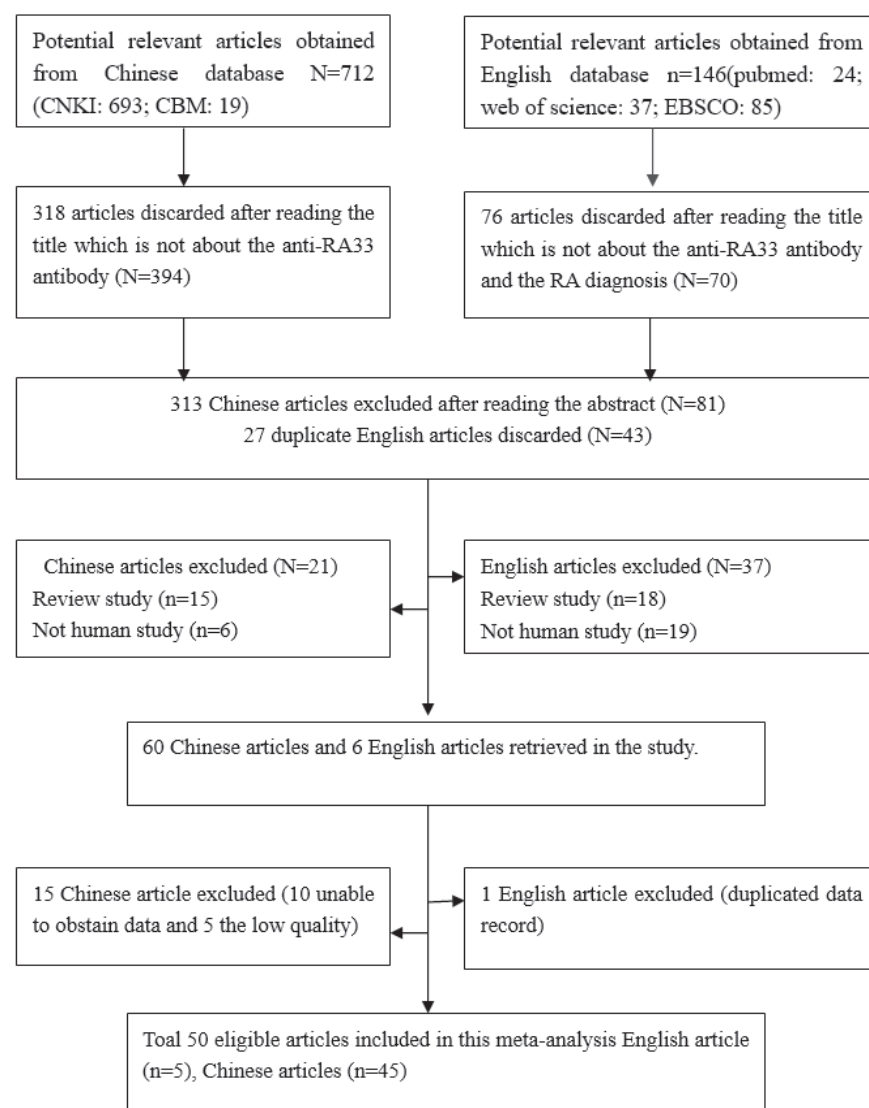 Potential relevant articles obtained
from Chinese database N=712
(CNKI: 693; CBM: 19)
Potential relevant articles obtained from
English database n=146(pubmed: 24;
web of science: 37; EBSCO: 85)
318 articles discarded after reading the
title which is not about the anti-RA33
antibody (N=394)
76 articles discarded after reading the
title which is not about the anti-RA33 antibody
and the RA diagnosis (N=70)
313 Chinese articles excluded after reading the abstract (N=81)
27 duplicate English articles discarded (N=43)
Chinese articles excluded (N=21)
Review study (n=15)
Not human study (n=6)
English articles excluded (N=37)
Review study (n=18)
Not human study (n=19)
60 Chinese articles and 6 English articles retrieved in the study.
15 Chinese article excluded (10 unable
to obstain data and 5 the low quality)
1 English article excluded (duplicated data
record)
Toal 50 eligible articles included in this meta-analysis English article
(n=5), Chinese articles (n=45)